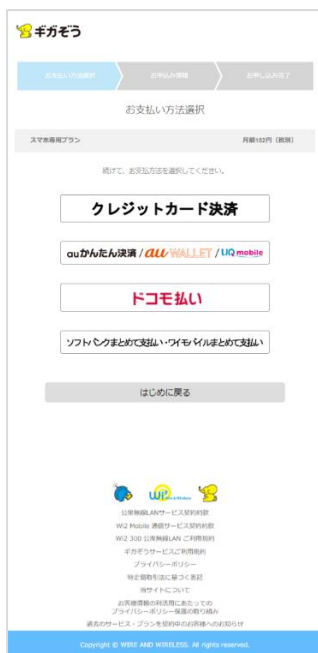 ギガぞう
お支払い方法選択
お申込み情報
お申し込み完了
お支払い方法選択
スマホ専用プラン
月額182円（税別）
続けて、お支払方法を選択してください。
クレジットカード決済
auかんたん決済 / au WALLET / UQ mobile
ドコモ払い
ソフトバンクまとめて支払い・ワイモバイルまとめて支払い
はじめに戻る
Wi2
公衆無線LANサービス契約約款
Wi2 Mobile 通信サービス契約約款
Wi2 300 公衆無線LAN ご利用規約
ギガぞうサービスご利用規約
プライバシーポリシー
特定商取引法に基づく表記
当サイトについて
お客様情報の利活用にあたっての
プライバシーポリシー保護の取り組み
過去のサービス・プランを契約中のお客様へのお知らせ
Copyright © WIRE AND WIRELESS. All rights reserved.